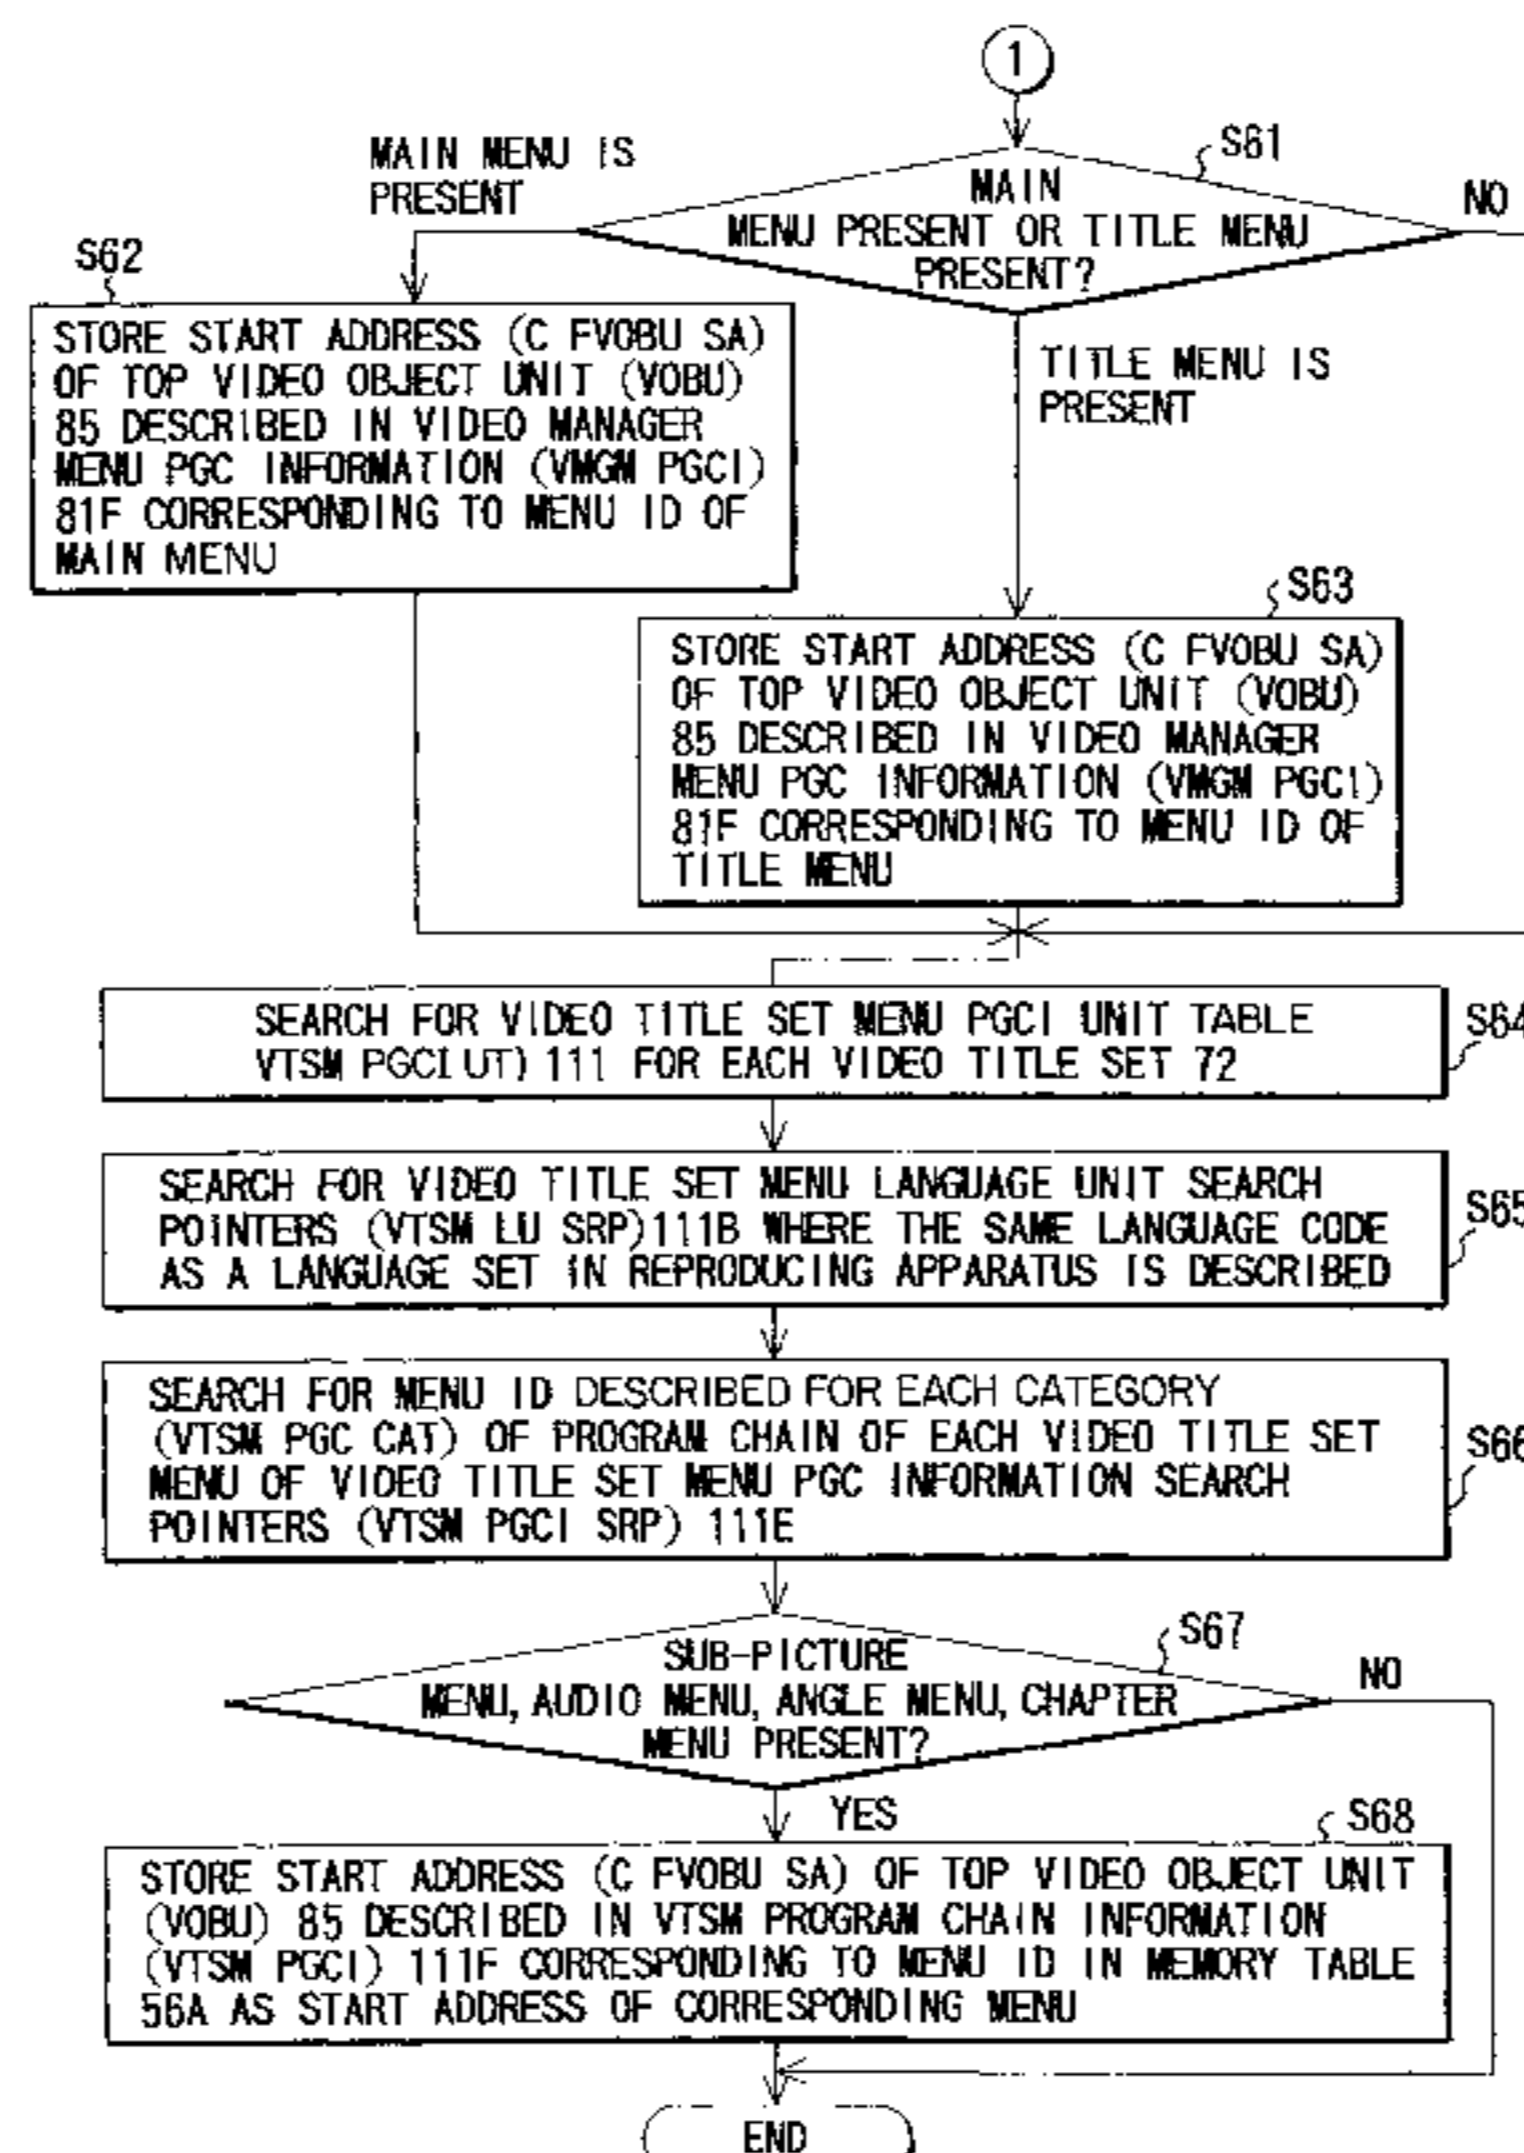 1
S61
MAIN
MENU PRESENT OR TITLE MENU
PRESENT?
NO
MAIN MENU IS
PRESENT
S62
STORE START ADDRESS (C FVOBU SA)
OF TOP VIDEO OBJECT UNIT (VOBU)
85 DESCRIBED IN VIDEO MANAGER
MENU PGC INFORMATION (VMGM PGCI)
81F CORRESPONDING TO MENU ID OF
MAIN MENU
TITLE MENU IS
PRESENT
S63
STORE START ADDRESS (C FVOBU SA)
OF TOP VIDEO OBJECT UNIT (VOBU)
85 DESCRIBED IN VIDEO MANAGER
MENU PGC INFORMATION (VMGM PGCI)
81F CORRESPONDING TO MENU ID OF
TITLE MENU
S64
SEARCH FOR VIDEO TITLE SET MENU PGCI UNIT TABLE
VTSM PGCI UT) 111 FOR EACH VIDEO TITLE SET 72
S65
SEARCH FOR VIDEO TITLE SET MENU LANGUAGE UNIT SEARCH
POINTERS (VTSM LU SRP)111B WHERE THE SAME LANGUAGE CODE
AS A LANGUAGE SET IN REPRODUCING APPARATUS IS DESCRIBED
S66
SEARCH FOR MENU ID DESCRIBED FOR EACH CATEGORY
(VTSM PGC CAT) OF PROGRAM CHAIN OF EACH VIDEO TITLE SET
MENU OF VIDEO TITLE SET MENU PGC INFORMATION SEARCH
POINTERS (VTSM PGCI SRP) 111E
S67
SUB-PICTURE
MENU, AUDIO MENU, ANGLE MENU, CHAPTER
MENU PRESENT?
NO
YES
S68
STORE START ADDRESS (C FVOBU SA) OF TOP VIDEO OBJECT UNIT
(VOBU) 85 DESCRIBED IN VTSM PROGRAM CHAIN INFORMATION
(VTSM PGCI) 111F CORRESPONDING TO MENU ID IN MEMORY TABLE
56A AS START ADDRESS OF CORRESPONDING MENU
END